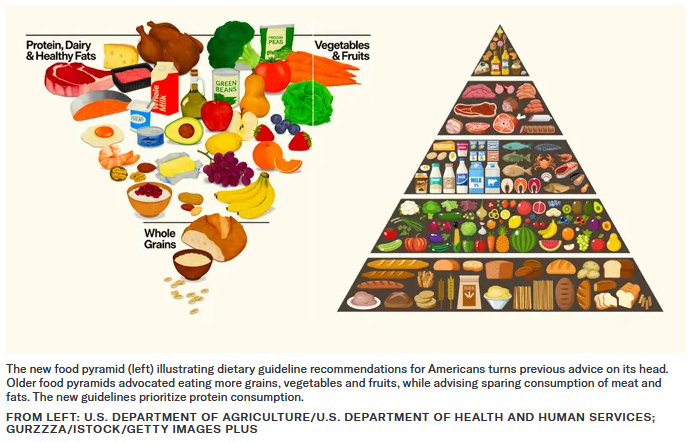 Protein, Dairy
& Healthy Fats
Vegetables
& Fruits
FROZEN
PEAS
GREEN
BEANS
Whole
Milk
Whole
Grains
MILK
The new food pyramid (left) illustrating dietary guideline recommendations for Americans turns previous advice on its head.
Older food pyramids advocated eating more grains, vegetables and fruits, while advising sparing consumption of meat and
fats. The new guidelines prioritize protein consumption.
FROM LEFT: U.S. DEPARTMENT OF AGRICULTURE/U.S. DEPARTMENT OF HEALTH AND HUMAN SERVICES;
GURZZZA/ISTOCK/GETTY IMAGES PLUS